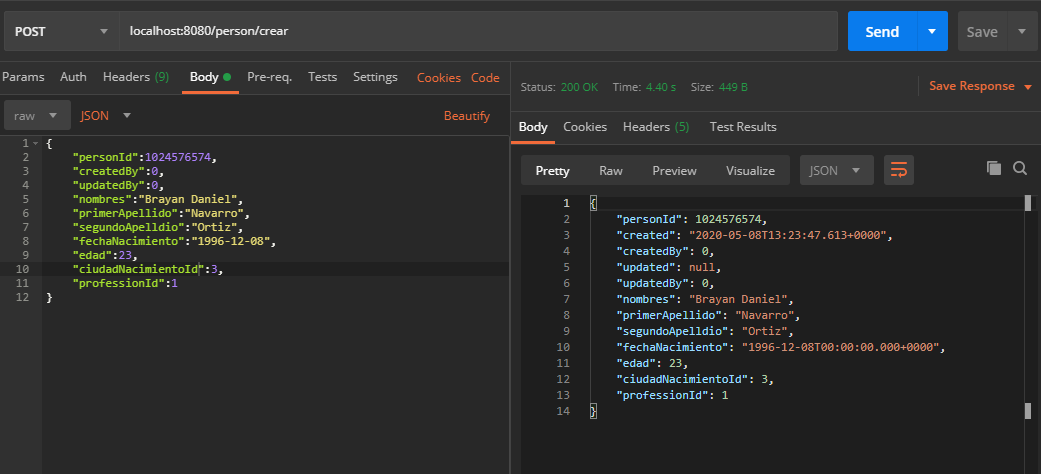 POST localhost:8080/person/crear Send Save
Params Auth Headers (9) Body Pre-req. Tests Settings Cookies Code
raw JSON Beautify
1 {
2 "personId":1024576574,
3 "createdBy":0,
4 "updatedBy":0,
5 "nombres":"Brayan Daniel",
6 "primerApellido":"Navarro",
7 "segundoApelldio":"Ortiz",
8 "fechaNacimiento":"1996-12-08",
9 "edad":23,
10 "ciudadNacimientoId":3,
11 "professionId":1
12 }
Status: 200 OK Time: 4.40 s Size: 449 B Save Response
Body Cookies Headers (5) Test Results
Pretty Raw Preview Visualize JSON
1 {
2 "personId": 1024576574,
3 "created": "2020-05-08T13:23:47.613+0000",
4 "createdBy": 0,
5 "updated": null,
6 "updatedBy": 0,
7 "nombres": "Brayan Daniel",
8 "primerApellido": "Navarro",
9 "segundoApelldio": "Ortiz",
10 "fechaNacimiento": "1996-12-08T00:00:00.000+0000",
11 "edad": 23,
12 "ciudadNacimientoId": 3,
13 "professionId": 1
14 }